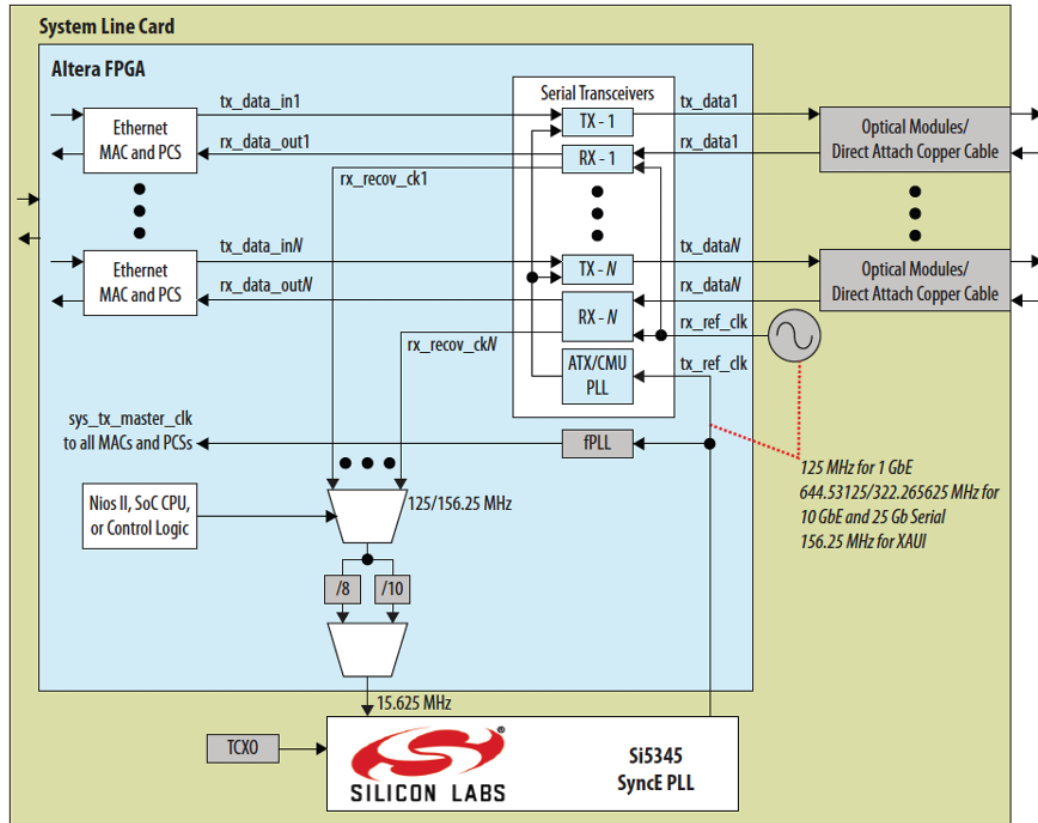 System Line Card
Altera FPGA
Serial Transceivers
tx_data_in1
TX - 1
tx_data1
Ethernet
MAC and PCS
Optical Modules/
Direct Attach Copper Cable
rx_data_out1
RX - 1
rx_data1
rx_recov_ck1
tx_data_inN
TX - N
tx_dataN
Ethernet
MAC and PCS
Optical Modules/
Direct Attach Copper Cable
rx_data_outN
RX - N
rx_dataN
rx_recov_ckN
rx_ref_clk
ATX/CMU
PLL
tx_ref_clk
sys_tx_master_clk
to all MACs and PCSs
fPLL
125 MHz for 1 GbE
644.53125/322.265625 MHz for
10 GbE and 25 Gb Serial
156.25 MHz for XAUI
Nios II, SoC CPU,
or Control Logic
125/156.25 MHz
/8
/10
15.625 MHz
TCXO
SILICON LABS
Si5345
SyncE PLL